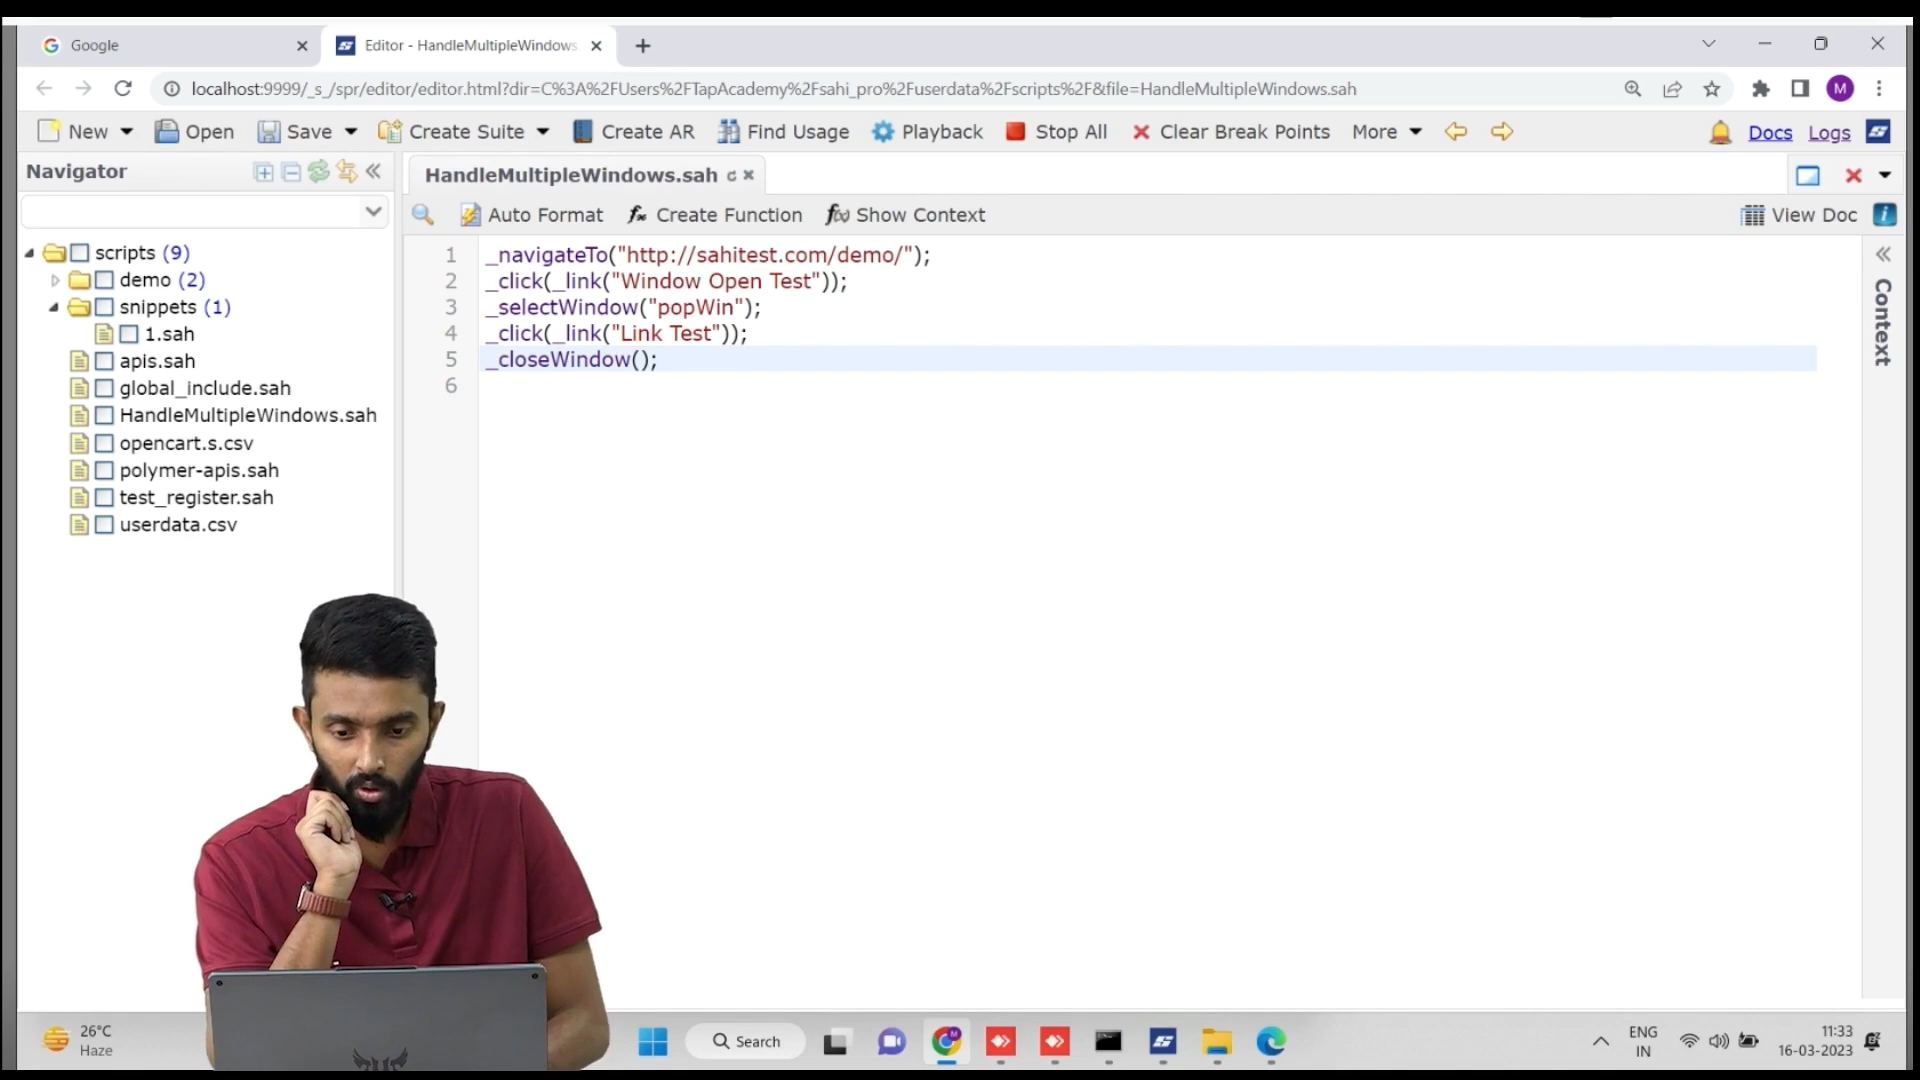 Google
Editor - HandleMultipleWindows
localhost:9999/_s_/spr/editor/editor.html?dir=C%3A%2FUsers%2FTapAcademy%2Fsahi_pro%2Fuserdata%2Fscripts%2F&file=HandleMultipleWindows.sah
M
New Open Save Create Suite Create AR Find Usage Playback Stop All Clear Break Points More Docs Logs
Navigator
HandleMultipleWindows.sah
Auto Format Create Function Show Context View Doc
scripts (9)
demo (2)
snippets (1)
1.sah
apis.sah
global_include.sah
HandleMultipleWindows.sah
opencart.s.csv
polymer-apis.sah
test_register.sah
userdata.csv
1 _navigateTo("http://sahitest.com/demo/");
2 _click(_link("Window Open Test"));
3 _selectWindow("popWin");
4 _click(_link("Link Test"));
5 _closeWindow();
6
Context
26°C
Haze
Search
ENG
IN
11:33
16-03-2023